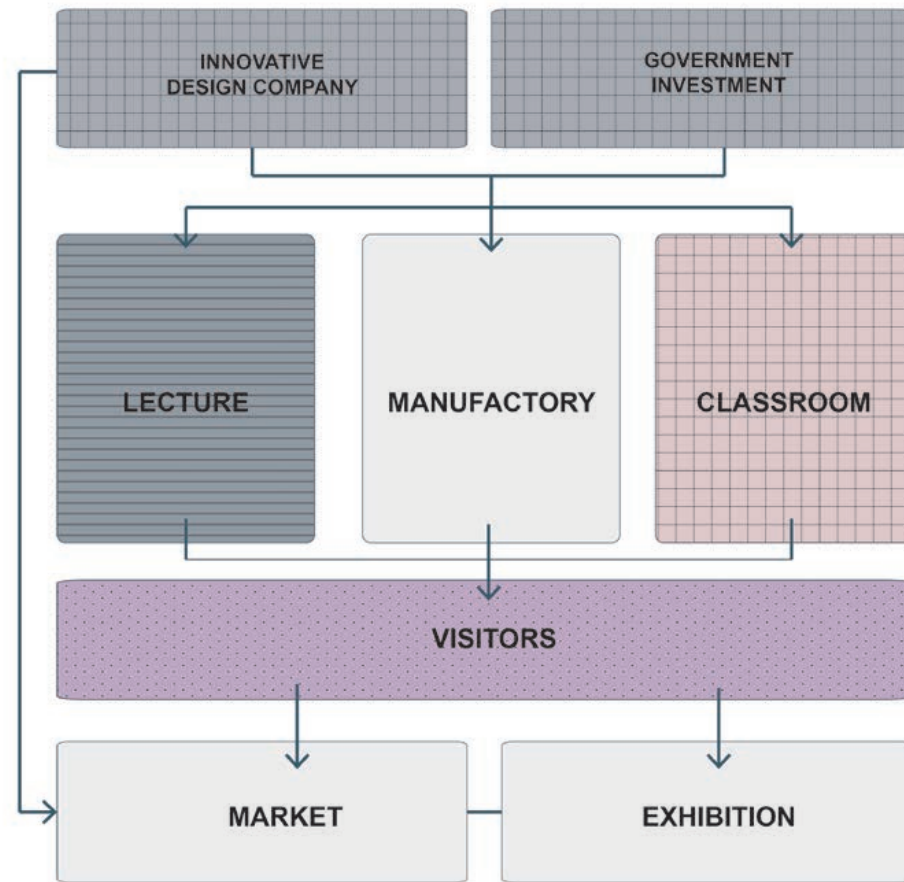 INNOVATIVE
DESIGN COMPANY
GOVERNMENT
INVESTMENT
LECTURE
MANUFACTORY
CLASSROOM
VISITORS
MARKET
EXHIBITION